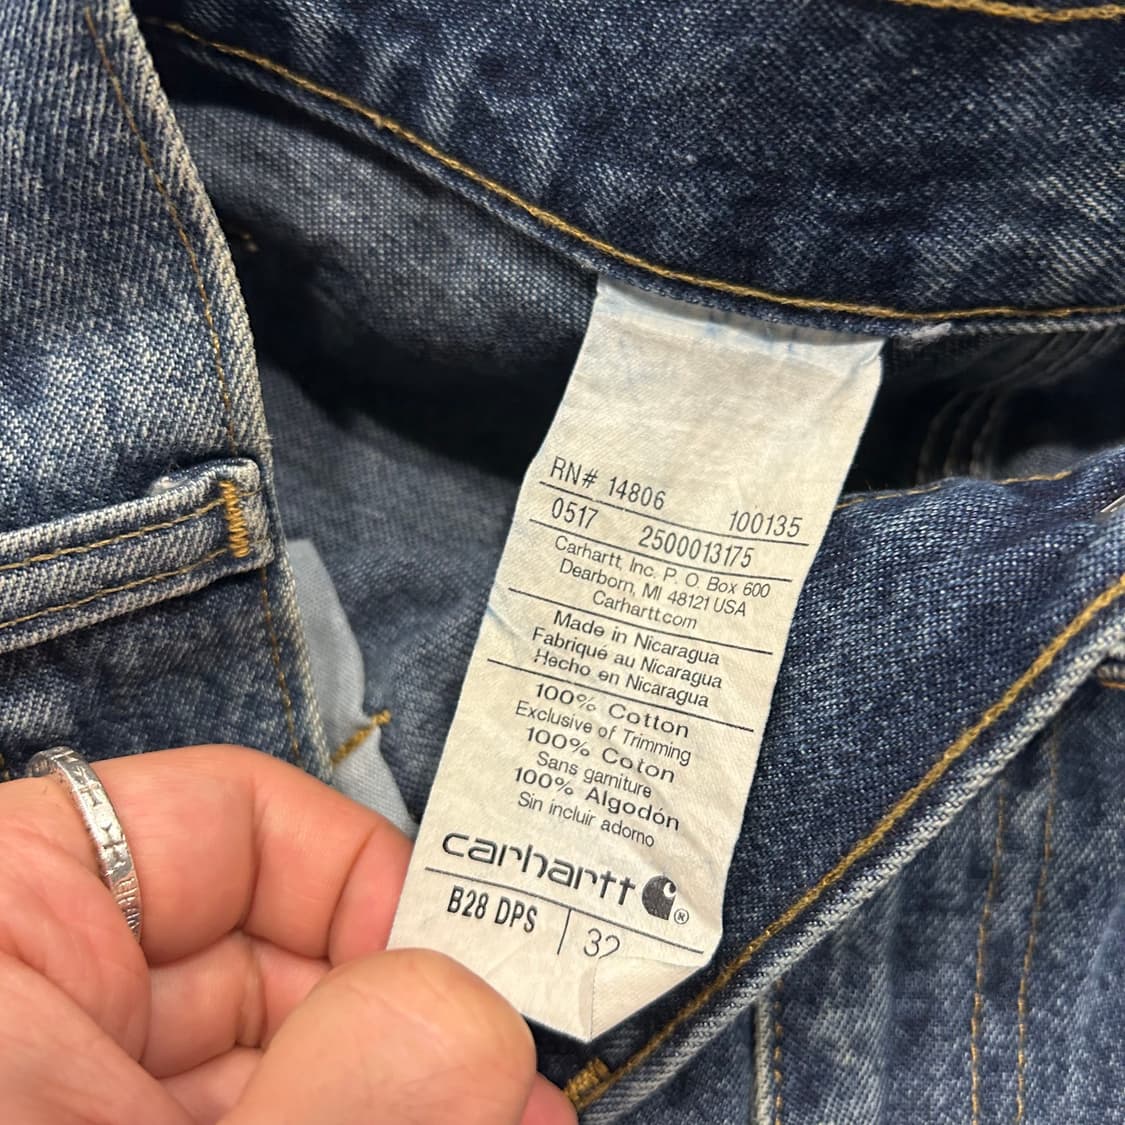 RN# 14806 100135
0517 2500013175
Carhartt, Inc. P. O. Box 600
Dearborn, MI 48121 USA
Carhartt.com
Made in Nicaragua
Fabriqué au Nicaragua
Hecho en Nicaragua
100% Cotton
Exclusive of Trimming
100% Coton
Sans garniture
100% Algodón
Sin incluir adorno
carhartt ®
B28 DPS | 32